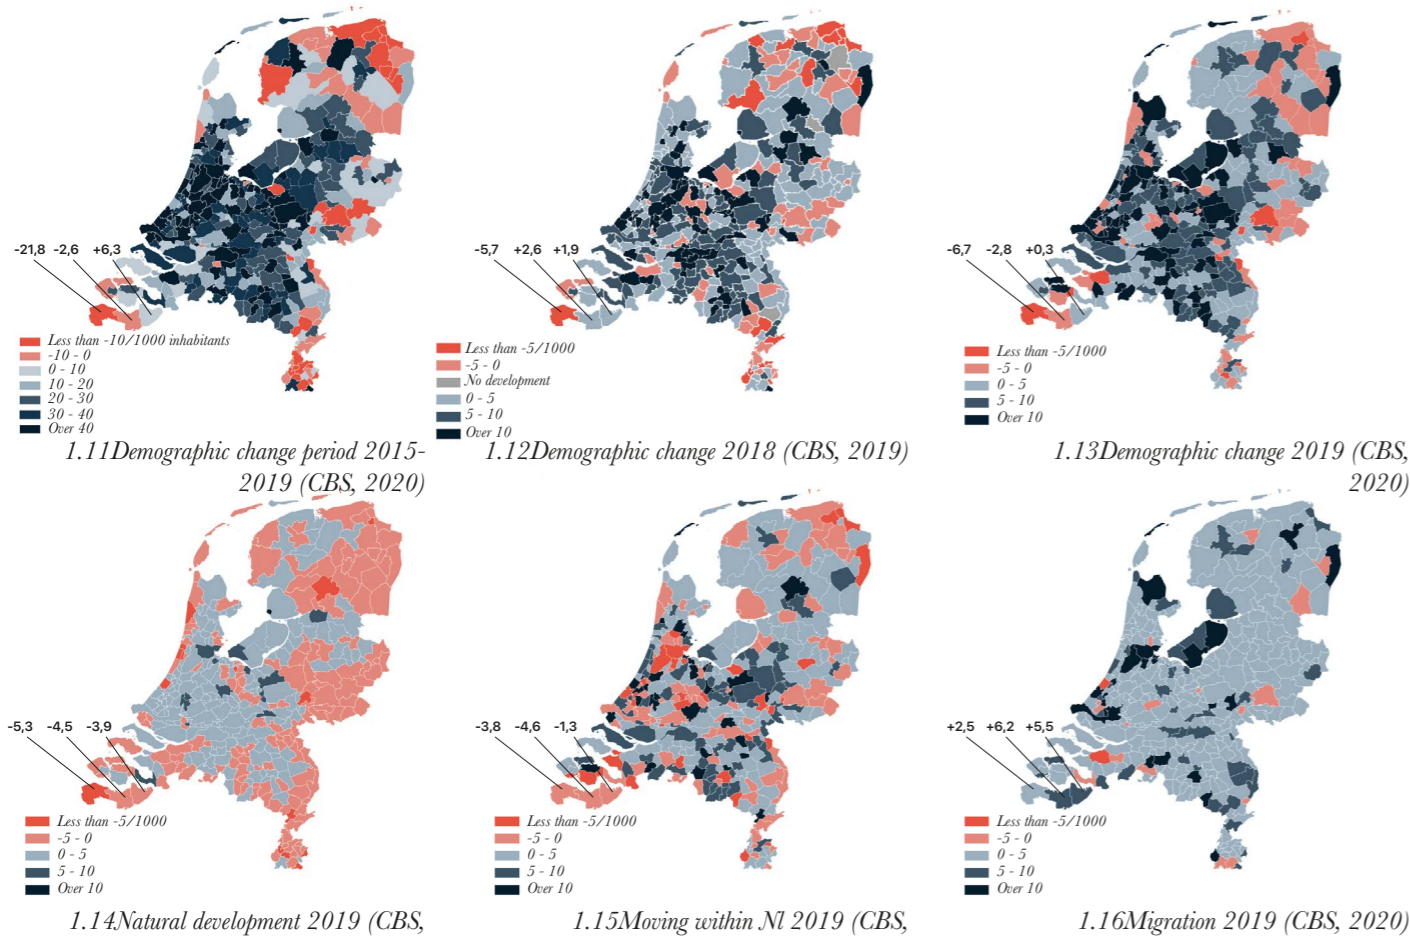 -21,8 -2,6 +6,3
Less than -10/1000 inhabitants
-10 - 0
0 - 10
10 - 20
20 - 30
30 - 40
Over 40
1.11Demographic change period 2015-
2019 (CBS, 2020)
-5,7 +2,6 +1,9
Less than -5/1000
-5 - 0
No development
0 - 5
5 - 10
Over 10
1.12Demographic change 2018 (CBS, 2019)
-6,7 -2,8 +0,3
Less than -5/1000
-5 - 0
0 - 5
5 - 10
Over 10
1.13Demographic change 2019 (CBS,
2020)
-5,3 -4,5 -3,9
Less than -5/1000
-5 - 0
0 - 5
5 - 10
Over 10
1.14Natural development 2019 (CBS,
-3,8 -4,6 -1,3
Less than -5/1000
-5 - 0
0 - 5
5 - 10
Over 10
1.15Moving within Nl 2019 (CBS,
+2,5 +6,2 +5,5
Less than -5/1000
-5 - 0
0 - 5
5 - 10
Over 10
1.16Migration 2019 (CBS, 2020)